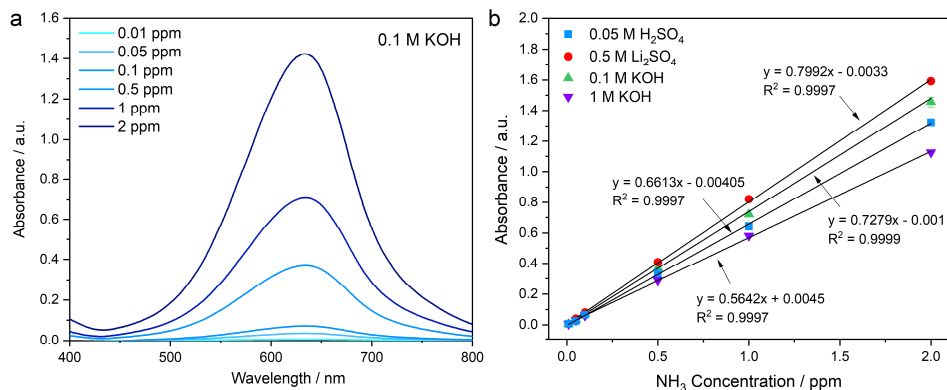 a
0.1 M KOH
0.01 ppm
0.05 ppm
0.1 ppm
0.5 ppm
1 ppm
2 ppm
Absorbance / a.u.
1.6
1.4
1.2
1.0
0.8
0.6
0.4
0.2
0.0
400 500 600 700 800
Wavelength / nm
b
0.05 M H₂SO₄
0.5 M Li₂SO₄
0.1 M KOH
1 M KOH
y = 0.7992x - 0.0033
R² = 0.9997
y = 0.6613x - 0.00405
R² = 0.9997
y = 0.7279x - 0.001
R² = 0.9999
y = 0.5642x + 0.0045
R² = 0.9997
Absorbance / a.u.
2.0
1.8
1.6
1.4
1.2
1.0
0.8
0.6
0.4
0.2
0.0
0.0 0.5 1.0 1.5 2.0
NH₃ Concentration / ppm